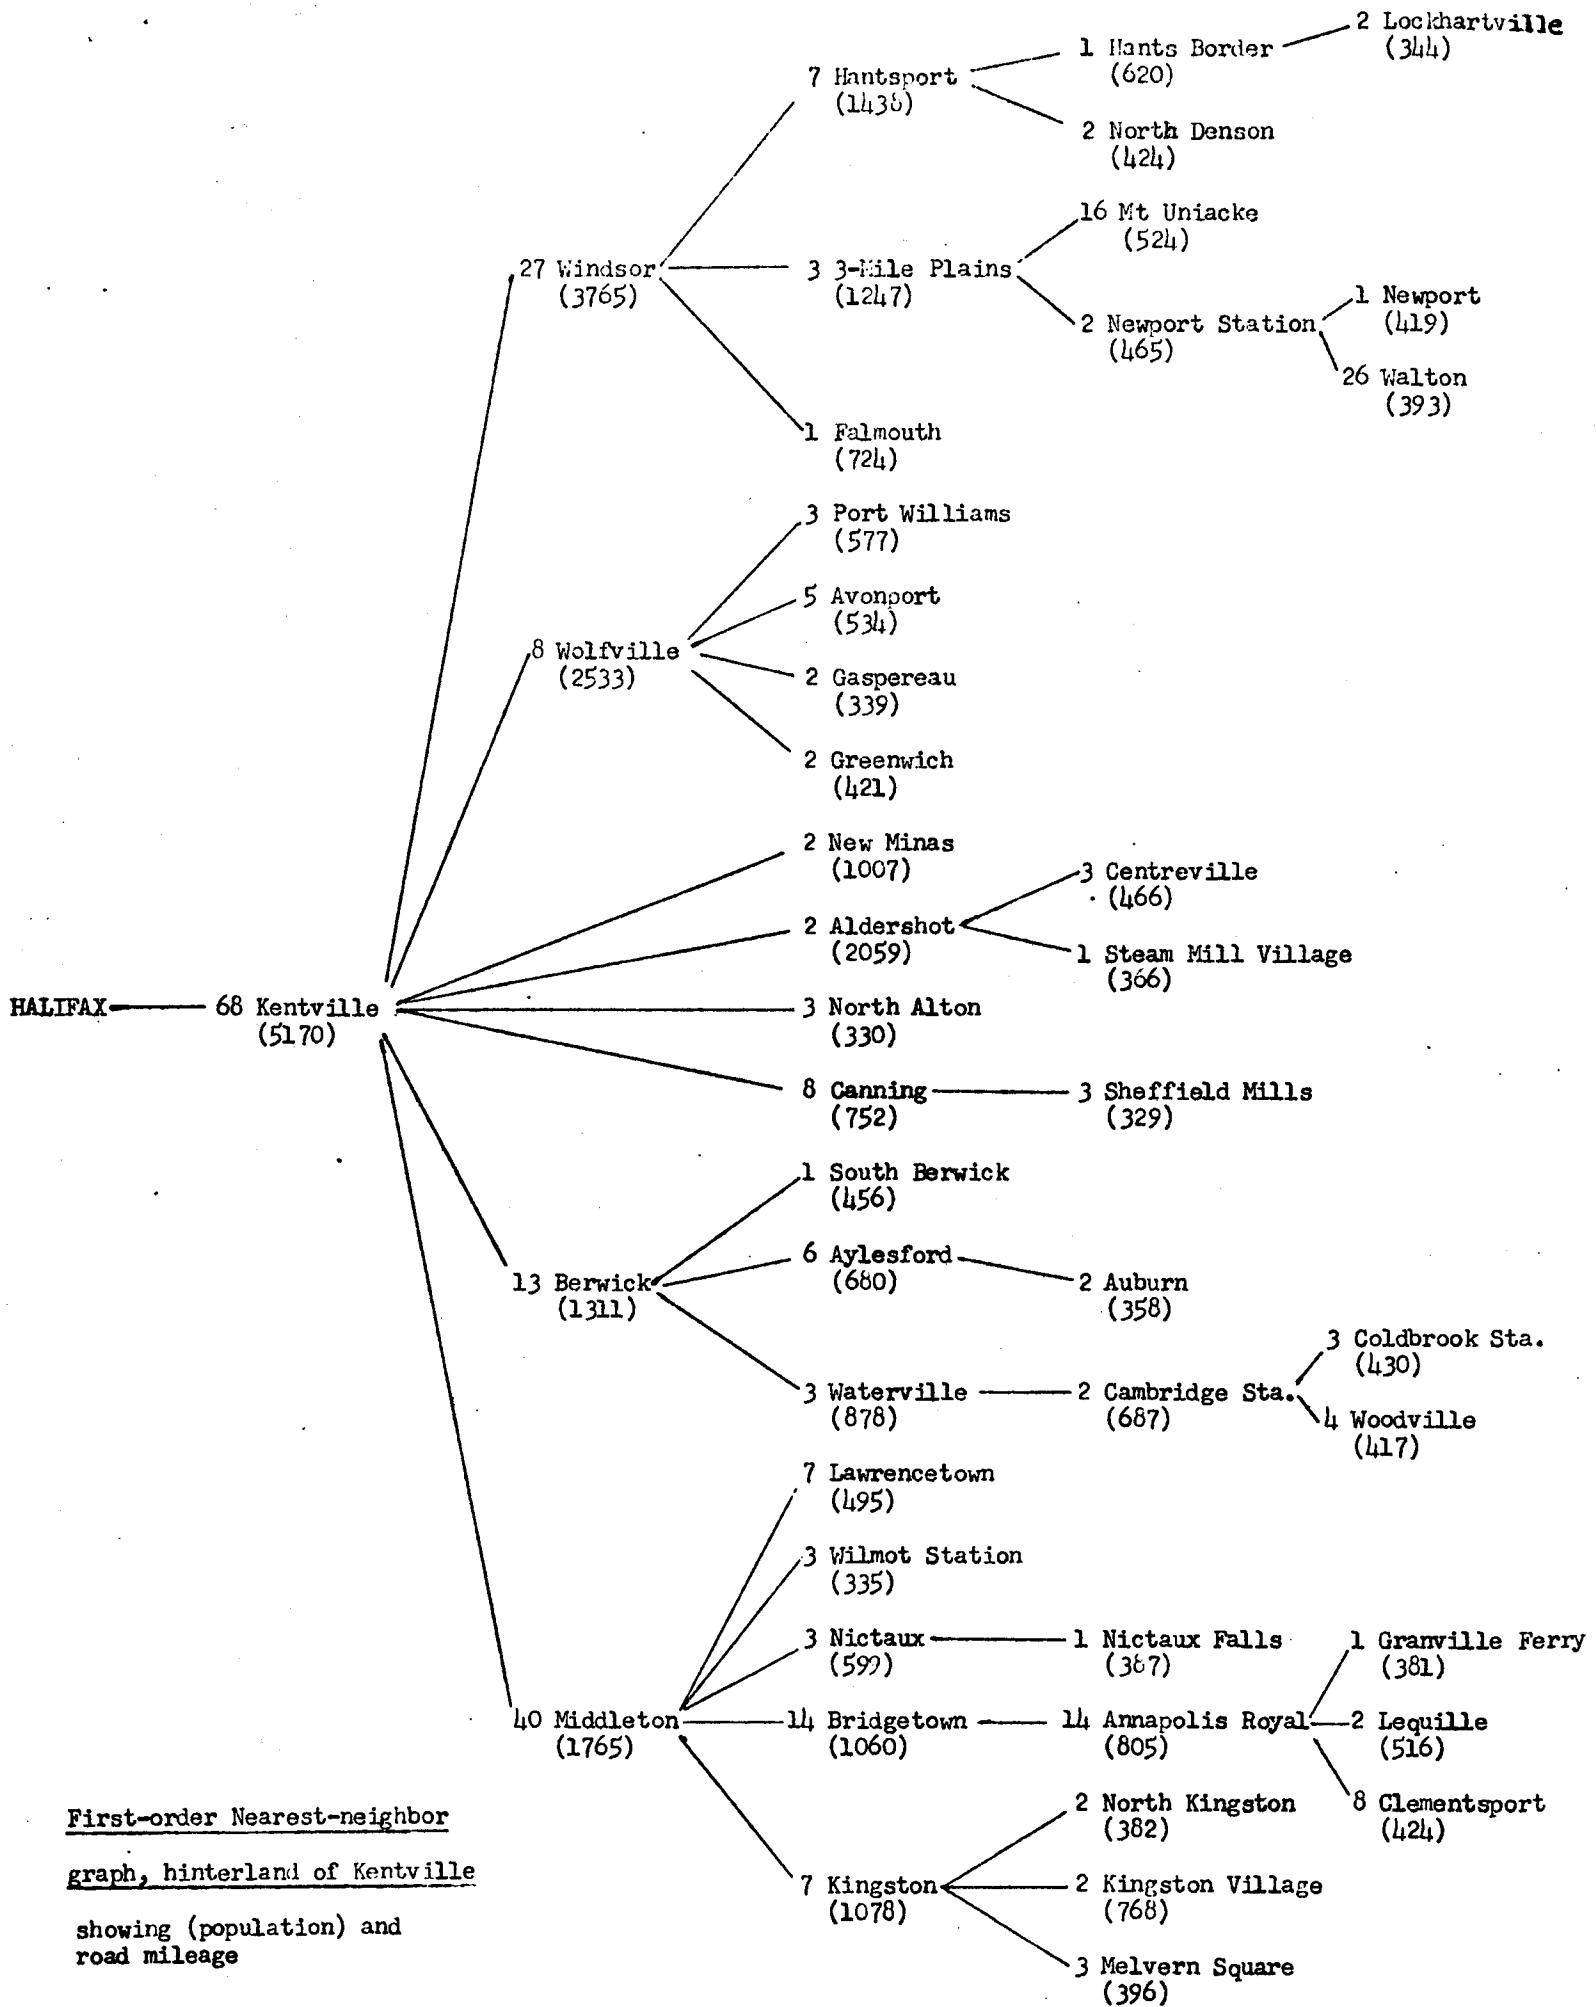 2 Lockhartville
(344)
1 Hants Border
(620)
7 Hantsport
(1438)
2 North Denson
(424)
16 Mt Uniacke
(524)
27 Windsor
(3765)
3 3-Mile Plains
(1247)
1 Newport
(419)
2 Newport Station
(465)
26 Walton
(393)
1 Falmouth
(724)
3 Port Williams
(577)
5 Avonport
(534)
8 Wolfville
(2533)
2 Gaspereau
(339)
2 Greenwich
(421)
2 New Minas
(1007)
3 Centreville
(466)
2 Aldershot
(2059)
1 Steam Mill Village
(366)
HALIFAX
68 Kentville
(5170)
3 North Alton
(330)
8 Canning
(752)
3 Sheffield Mills
(329)
1 South Berwick
(456)
6 Aylesford
(680)
13 Berwick
(1311)
2 Auburn
(358)
3 Coldbrook Sta.
(430)
3 Waterville
(878)
2 Cambridge Sta.
(687)
4 Woodville
(417)
7 Lawrencetown
(495)
3 Wilmot Station
(335)
3 Nictaux
(599)
1 Nictaux Falls
(387)
1 Granville Ferry
(381)
40 Middleton
(1765)
14 Bridgetown
(1060)
14 Annapolis Royal
(805)
2 Lequille
(516)
8 Clementsport
(424)
2 North Kingston
(382)
7 Kingston
(1078)
2 Kingston Village
(768)
3 Melvern Square
(396)
First-order Nearest-neighbor
graph, hinterland of Kentville
showing (population) and
road mileage